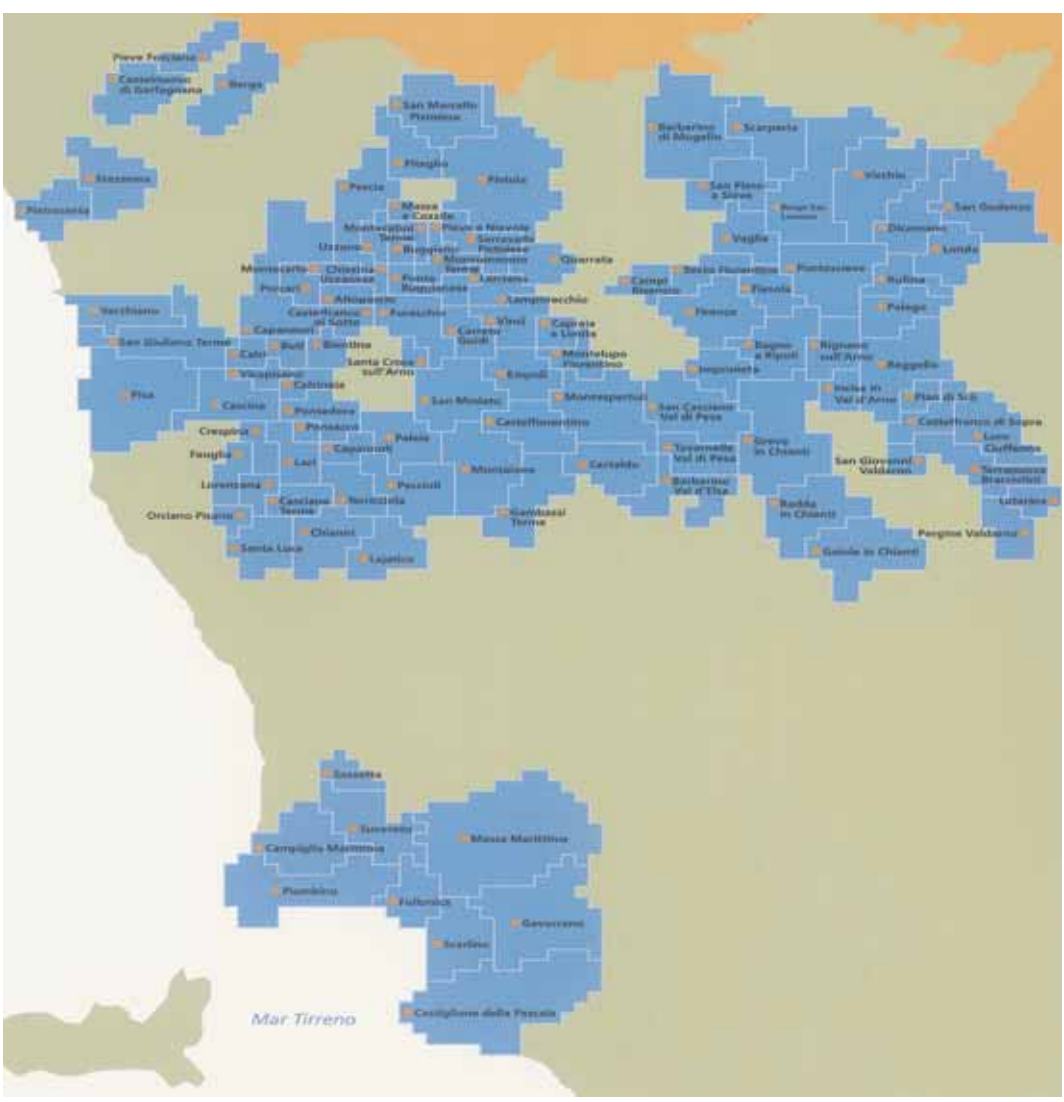 Pieve Fosciana
Castelnuovo
di Garfagnana
Barga
San Marcello
Pistoiese
Barberino
di Mugello
Scarperia
Piteglio
Pistoia
Vicchio
Stazzema
Pescia
San Piero
a Sieve
Pietrasanta
Massa
e Cozzile
Borgo San
Lorenzo
San Godenzo
Montecatini
Terme
Pieve a Nievole
Dicomano
Uzzano
Buggiano
Serravalle
Pistoiese
Vaglia
Londa
Monsummano
Terme
Quarrata
Montecarlo
Chiesina
Uzzanese
Ponte
Buggianese
Larciano
Campi
Bisenzio
Sesto Fiorentino
Pontassieve
Rufina
Porcari
Fiesole
Altopascio
Lamporecchio
Pelago
Vecchiano
Castelfranco
di Sotto
Fucecchio
Firenze
Capannori
Cerreto
Guidi
Vinci
Capraia
e Limite
San Giuliano Terme
Buti
Bientina
Bagno
a Ripoli
Rignano
sull'Arno
Calci
Santa Croce
sull'Arno
Montelupo
Fiorentino
Reggello
Vicopisano
Empoli
Impruneta
Calcinaia
Incisa in
Val d'Arno
Pisa
San Miniato
Montespertoli
Pian di Scò
Cascina
Pontedera
San Casciano
Val di Pesa
Castelfiorentino
Castelfranco di Sopra
Crespina
Ponsacco
Palaia
Greve
in Chianti
Loro
Ciuffenna
Fauglia
Lari
Capannoli
Tavarnelle
Val di Pesa
San Giovanni
Valdarno
Montaione
Certaldo
Terranuova
Bracciolini
Lorenzana
Peccioli
Barberino
Val d'Elsa
Casciana
Terme
Terricciola
Radda
in Chianti
Laterina
Orciano Pisano
Gambassi
Terme
Chianni
Pergine Valdarno
Santa Luce
Lajatico
Gaiole in Chianti
Sassetta
Suvereto
Massa Marittima
Campiglia Marittima
Piombino
Follonica
Gavorrano
Scarlino
Castiglione della Pescaia
Mar Tirreno